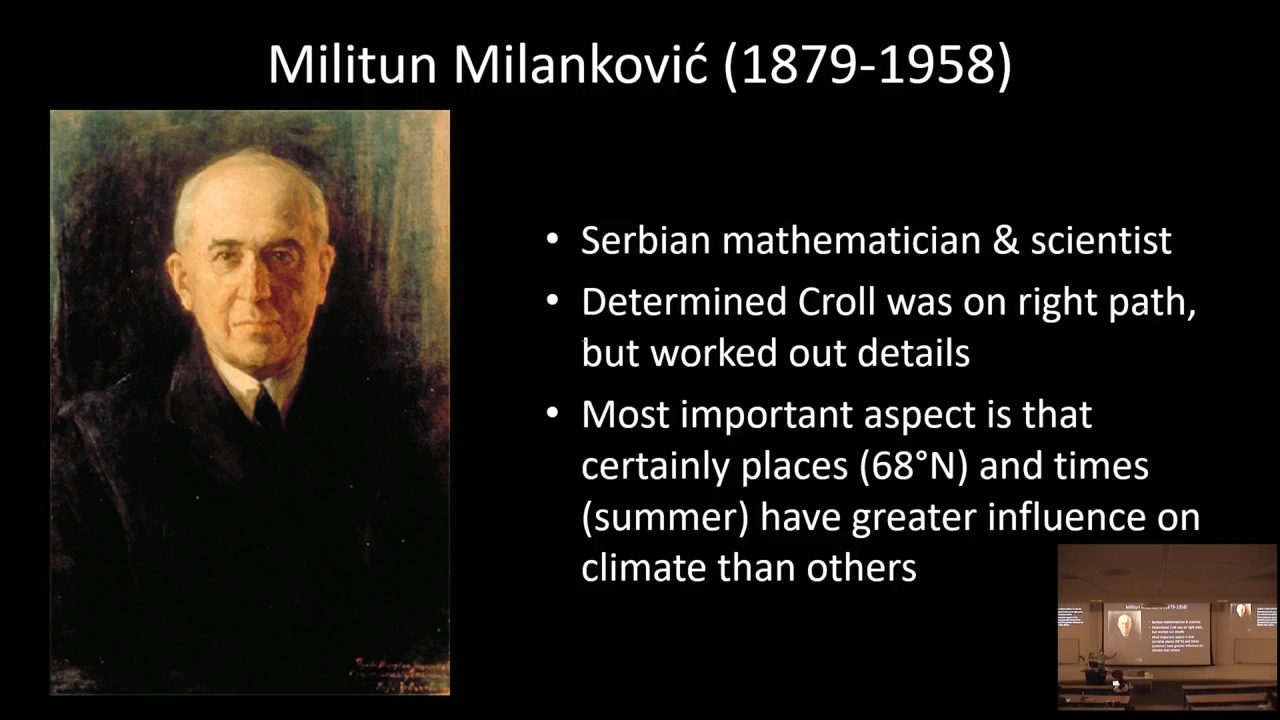 Militun Milanković (1879-1958)
• Serbian mathematician & scientist
• Determined Croll was on right path,
but worked out details
• Most important aspect is that
certainly places (68°N) and times
(summer) have greater influence on
climate than others